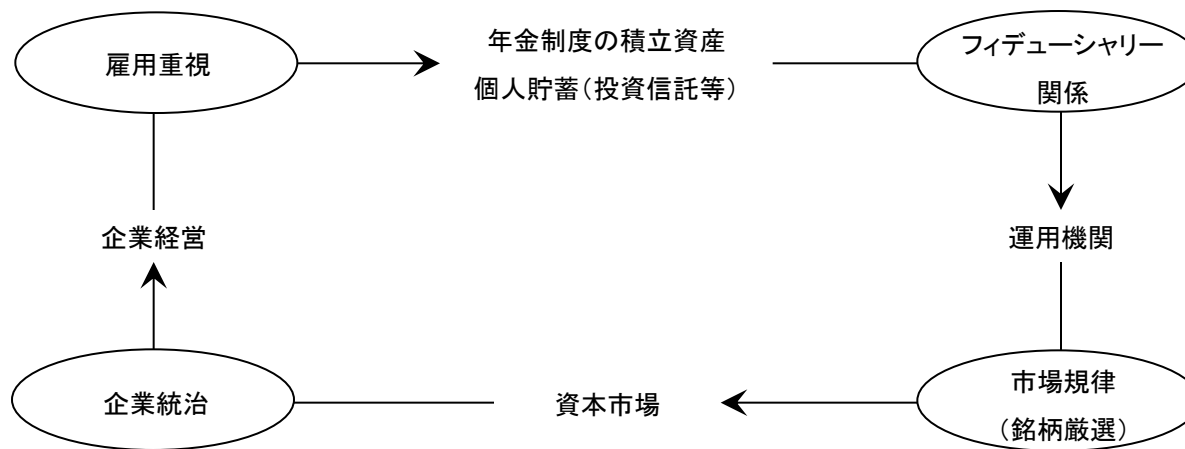 雇用重視
年金制度の積立資産
個人貯蓄（投資信託等）
フィデューシャリー
関係
企業経営
運用機関
企業統治
資本市場
市場規律
（銘柄厳選）